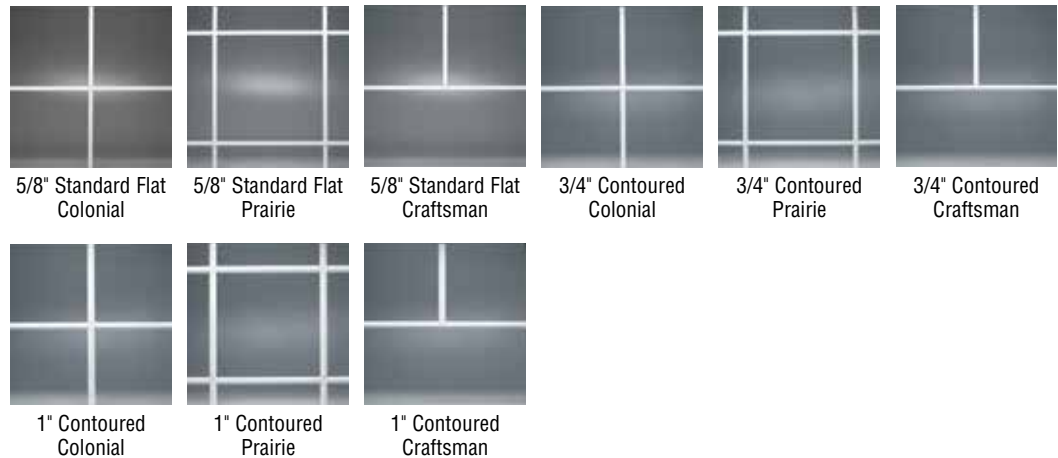 5/8" Standard Flat
Colonial
5/8" Standard Flat
Prairie
5/8" Standard Flat
Craftsman
3/4" Contoured
Colonial
3/4" Contoured
Prairie
3/4" Contoured
Craftsman
1" Contoured
Colonial
1" Contoured
Prairie
1" Contoured
Craftsman